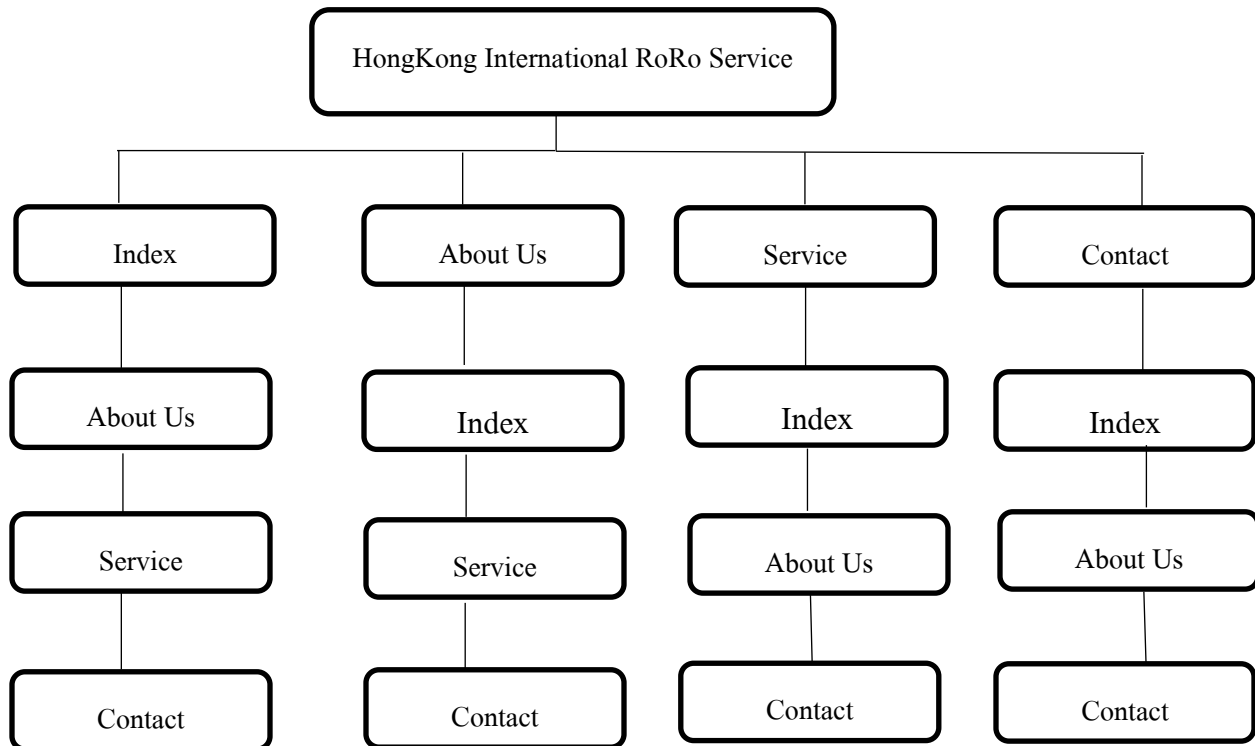 HongKong International RoRo Service
Index
About Us
Service
Contact
About Us
Index
Index
Index
Service
Service
About Us
About Us
Contact
Contact
Contact
Contact